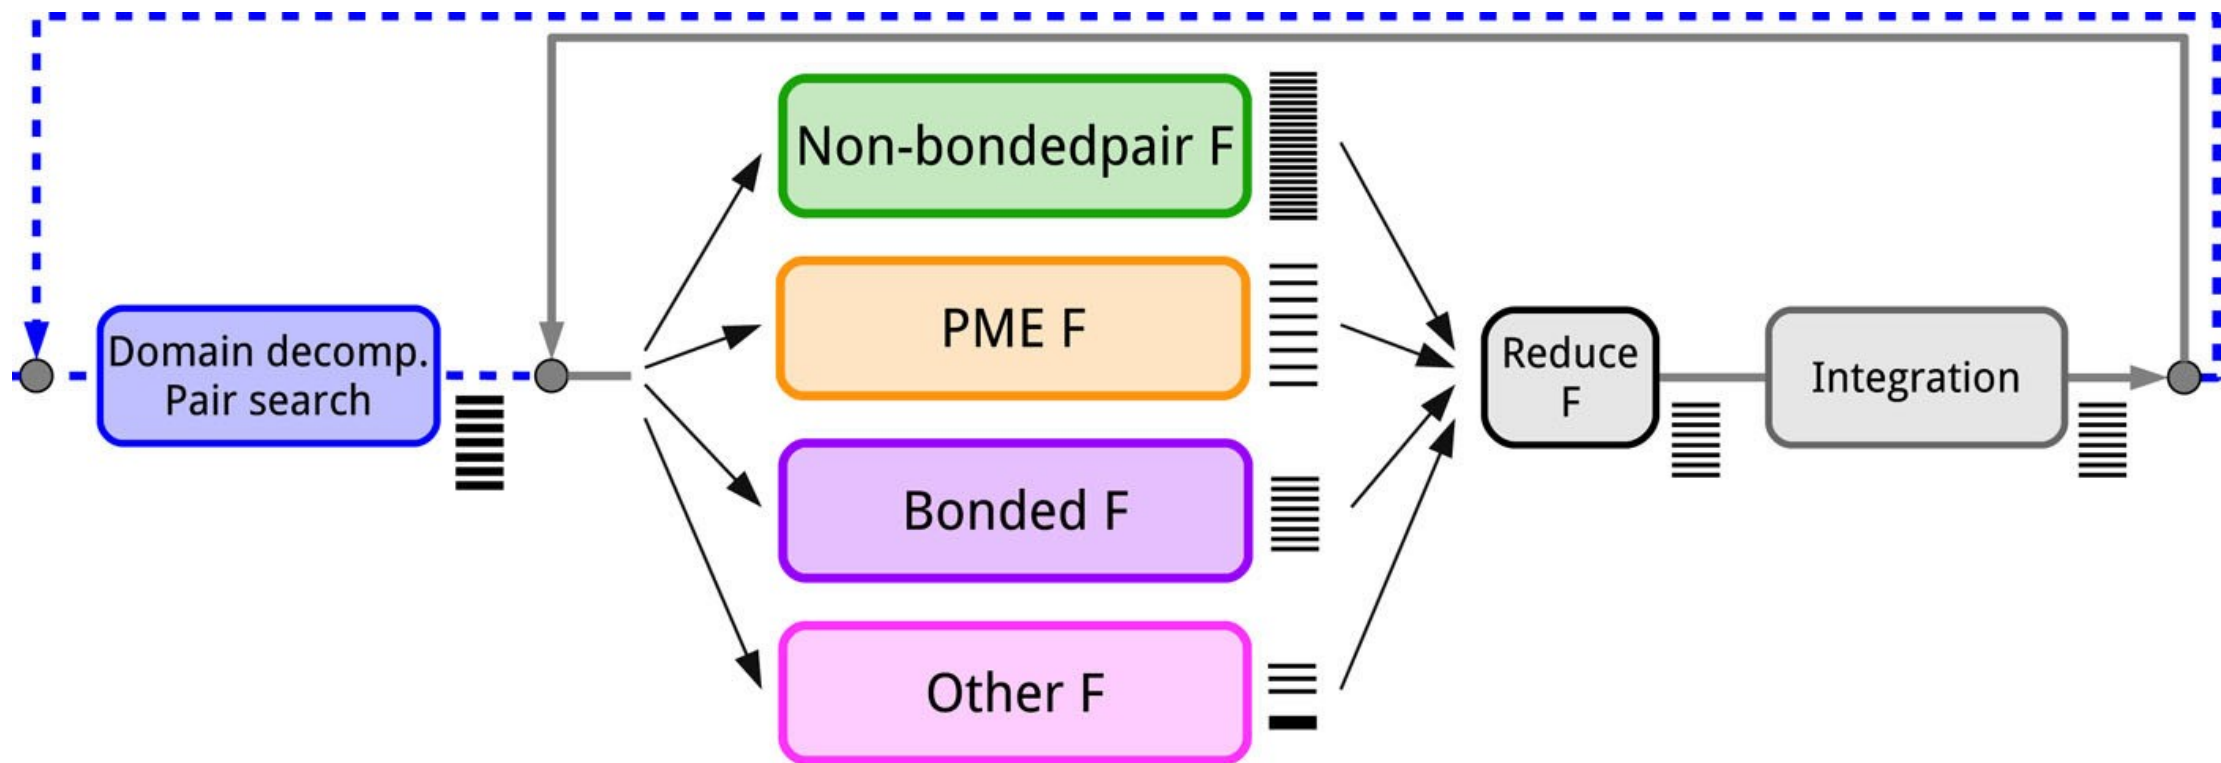 Domain decomp.
Pair search
Non-bondedpair F
PME F
Bonded F
Other F
Reduce
F
Integration